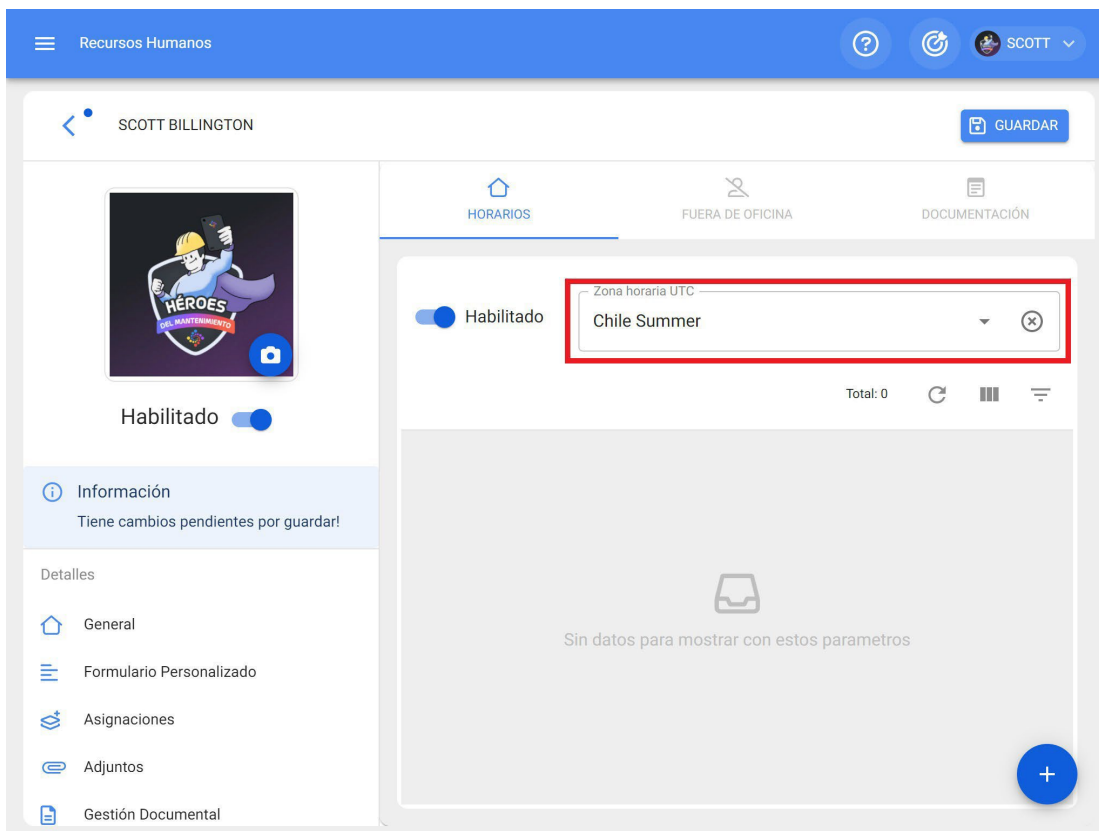 Recursos Humanos
SCOTT
SCOTT BILLINGTON
GUARDAR
HÉROES
DEL MANTENIMIENTO
Habilitado
Información
Tiene cambios pendientes por guardar!
Detalles
General
Formulario Personalizado
Asignaciones
Adjuntos
Gestión Documental
HORARIOS
FUERA DE OFICINA
DOCUMENTACIÓN
Habilitado
Zona horaria UTC
Chile Summer
Total: 0
Sin datos para mostrar con estos parametros